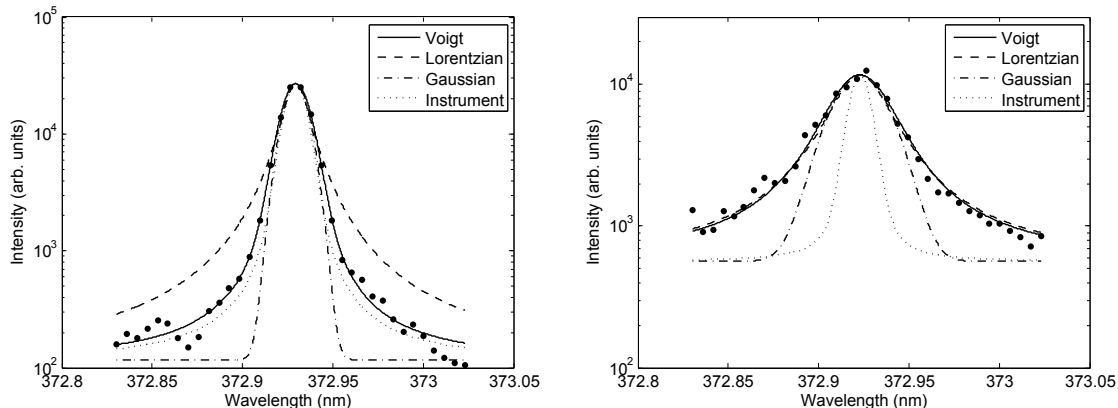 10^5
10^4
10^3
10^2
Intensity (arb. units)
372.8 372.85 372.9 372.95 373 373.05
Wavelength (nm)
Voigt
Lorentzian
Gaussian
Instrument
10^4
10^3
10^2
Intensity (arb. units)
372.8 372.85 372.9 372.95 373 373.05
Wavelength (nm)
Voigt
Lorentzian
Gaussian
Instrument